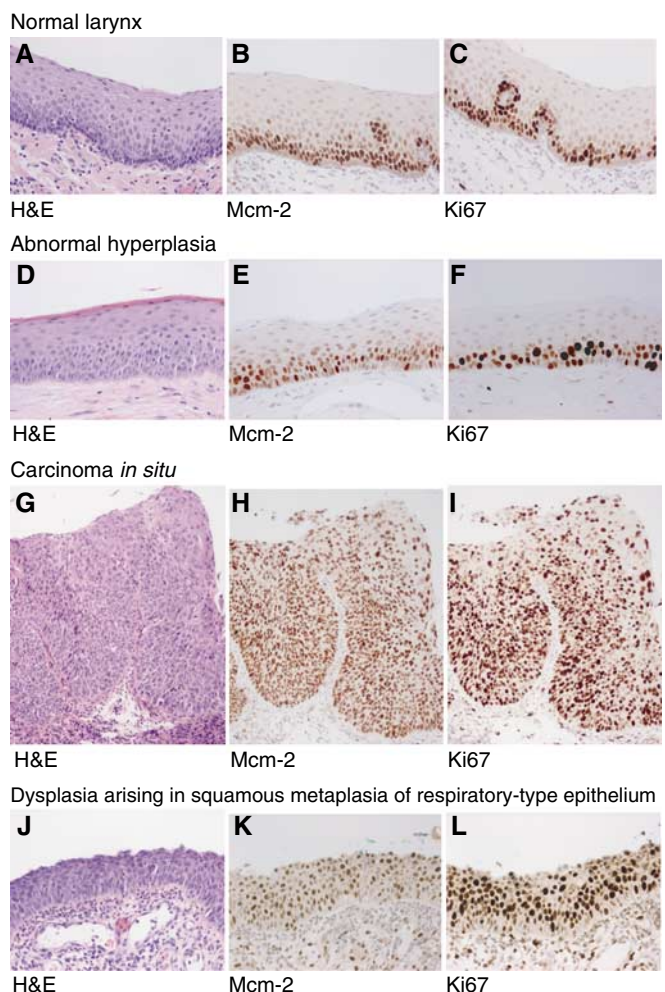 Normal larynx
A B C
H&E Mcm-2 Ki67
Abnormal hyperplasia
D E F
H&E Mcm-2 Ki67
Carcinoma in situ
G H I
H&E Mcm-2 Ki67
Dysplasia arising in squamous metaplasia of respiratory-type epithelium
J K L
H&E Mcm-2 Ki67